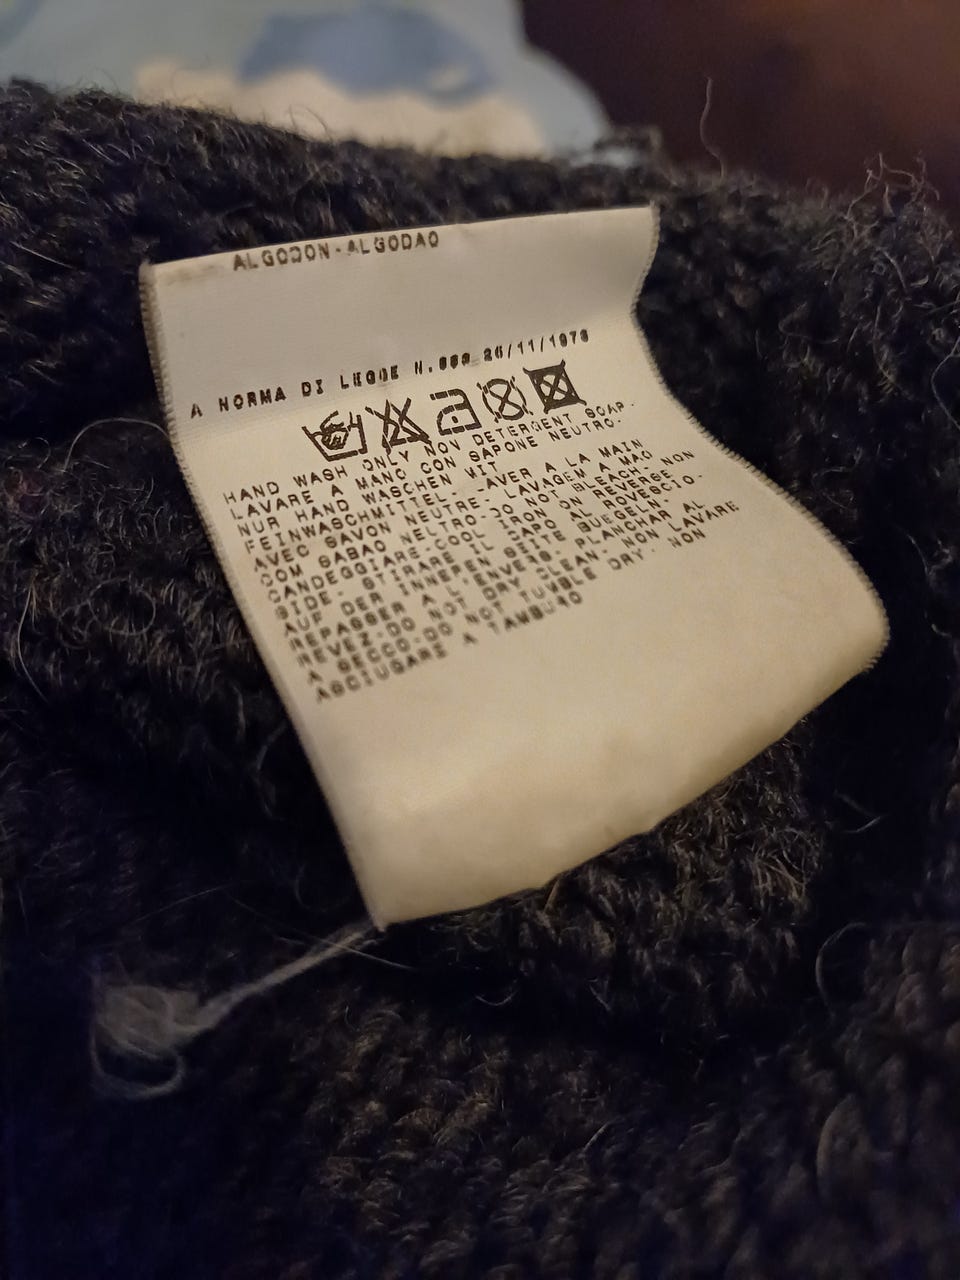 ALGODON-ALGODAO
A NORMA DI LEGGE N.883 26/11/1973
HAND WASH ONLY NOV DETERGENT SOAP.
LAVARE A MANO CON SAPONE NEUTRO.
NUR HAND WASCHEN MIT
FEINWASCHMITTEL. -AVER A LA MAIN
AVEC SAVON NEUTRE. LAVAGEM A MAO
COM SABAO NELTRO-DO NOT BLEACH. NON
CANDEGGIARE-COOL IRON ON REVERSE
SIDE. STIRARE IL CAPO AL ROVESCIO.
AUF DER INNEREN SEITE BUEGELN.
REPASSER A L'ENVERS. PLANCHAR AL
REVEZ-DO NOT DRY CLEAN. NON LAVARE
A SECCO-DO NOT TUMBLE DRY. NON
ASCIUGARE A TAMBURO